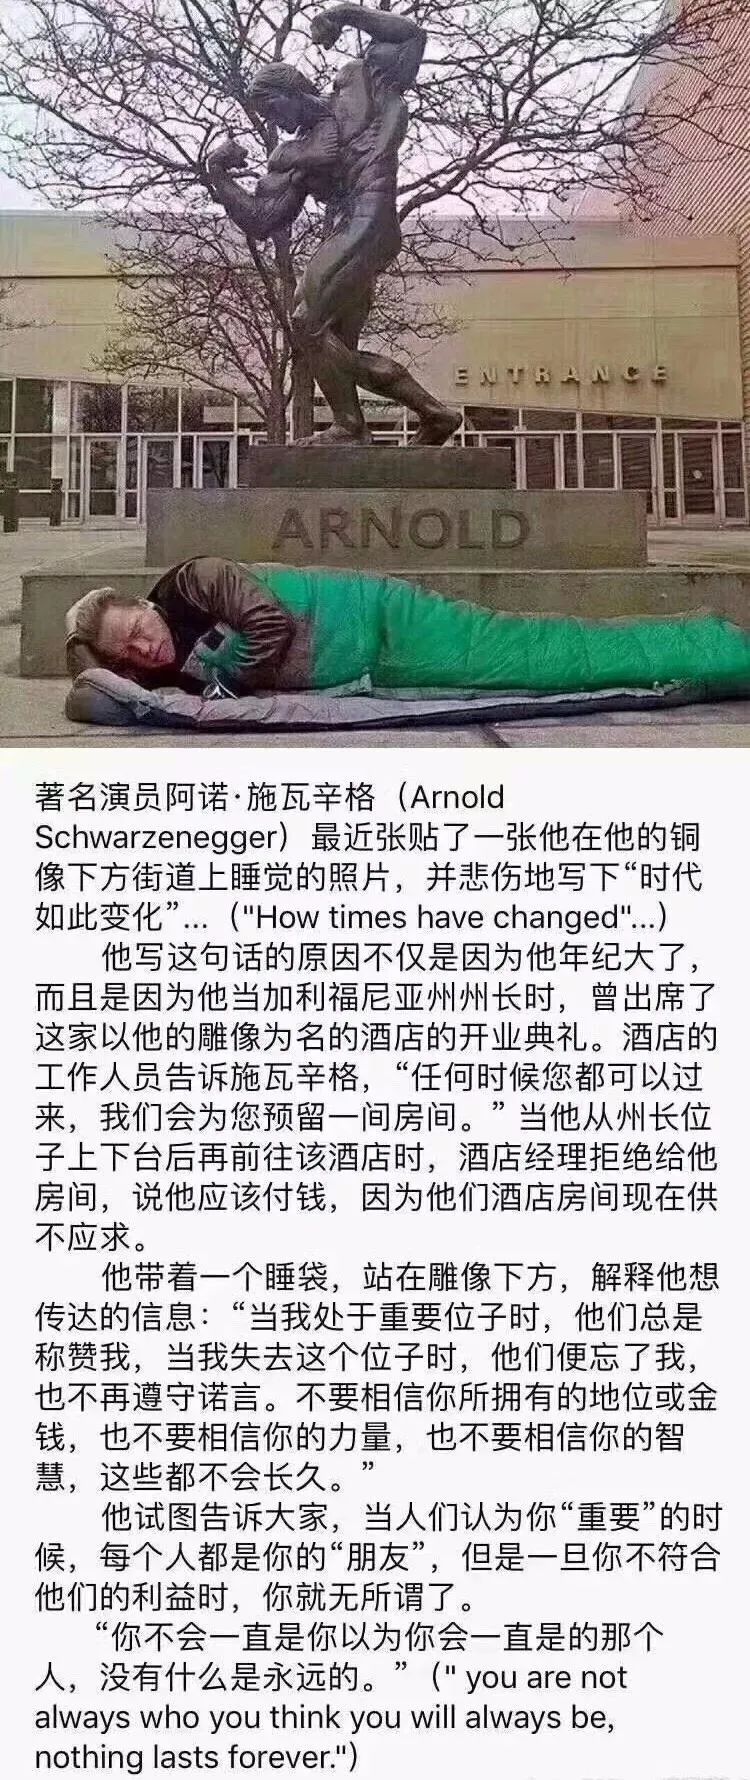 ENTRANCE
ARNOLD
著名演员阿诺·施瓦辛格（Arnold
Schwarzenegger）最近张贴了一张他在他的铜
像下方街道上睡觉的照片，并悲伤地写下“时代
如此变化”...（"How times have changed"...）
他写这句话的原因不仅是因为他年纪大了，
而且是因为他当加利福尼亚州州长时，曾出席了
这家以他的雕像为名的酒店的开业典礼。酒店的
工作人员告诉施瓦辛格，“任何时候您都可以过
来，我们会为您预留一间房间。”当他从州长位
子上下台后再前往该酒店时，酒店经理拒绝给他
房间，说他应该付钱，因为他们酒店房间现在供
不应求。
他带着一个睡袋，站在雕像下方，解释他想
传达的信息：“当我处于重要位子时，他们总是
称赞我，当我失去这个位子时，他们便忘了我，
也不再遵守诺言。不要相信你所拥有的地位或金
钱，也不要相信你的力量，也不要相信你的智
慧，这些都不会长久。”
他试图告诉大家，当人们认为你“重要”的时
候，每个人都是你的“朋友”，但是一旦你不符合
他们的利益时，你就无所谓了。
“你不会一直是你以为你会一直是的那个
人，没有什么是永远的。”（" you are not
always who you think you will always be,
nothing lasts forever."）